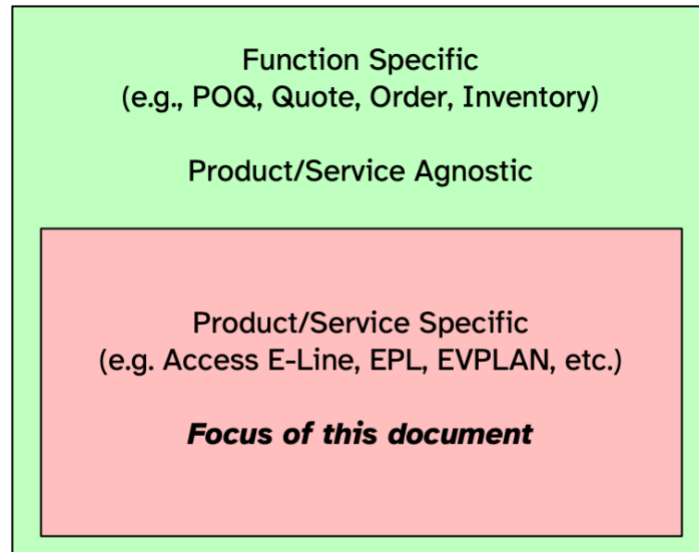 Function Specific
(e.g., POQ, Quote, Order, Inventory)
Product/Service Agnostic
Product/Service Specific
(e.g. Access E-Line, EPL, EVPLAN, etc.)
Focus of this document